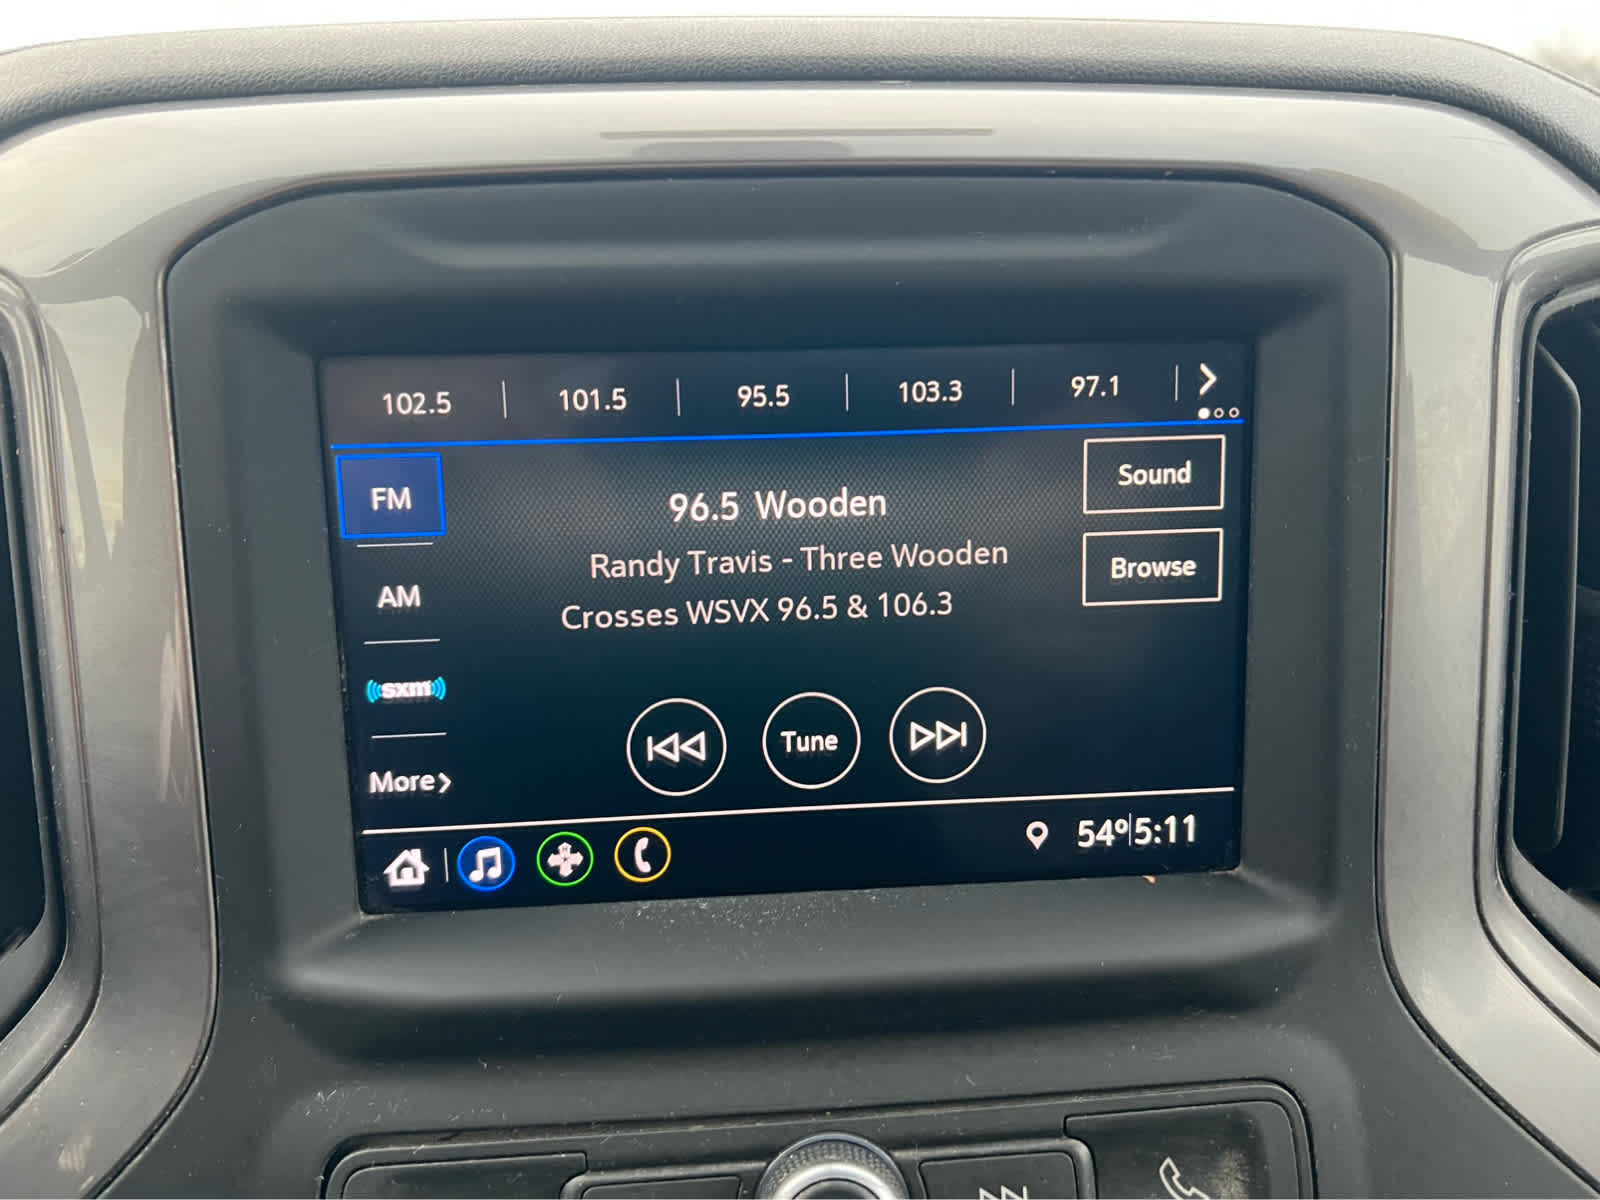 102.5 101.5 95.5 103.3 97.1
FM
AM
sxm
More
96.5 Wooden
Randy Travis - Three Wooden
Crosses WSVX 96.5 & 106.3
Sound
Browse
Tune
54° 5:11